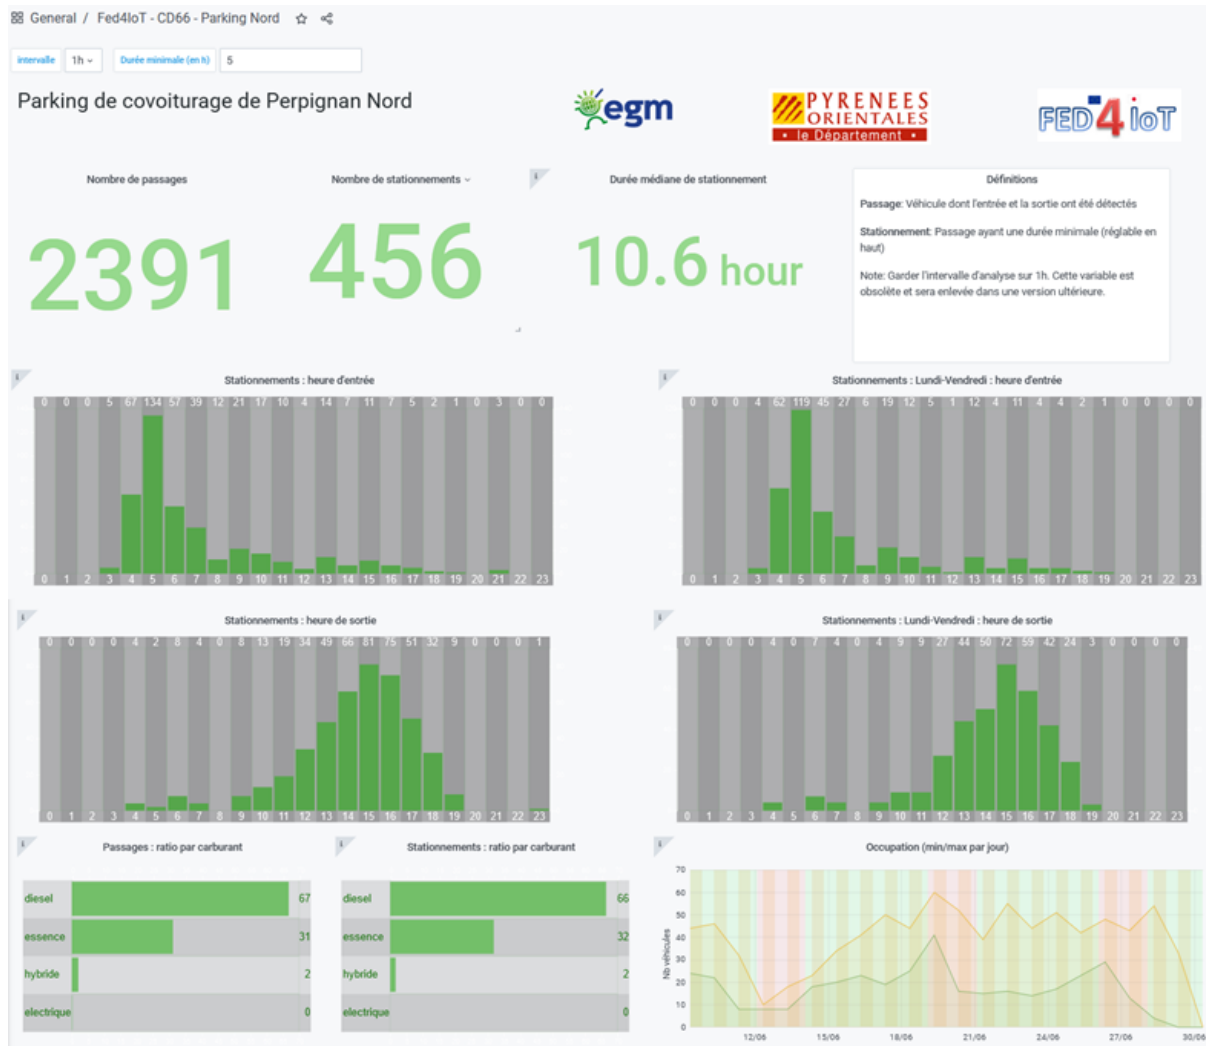 General / Fed4IoT - CD66 - Parking Nord
intervalle 1h Durée minimale (en h) 5
Parking de covoiturage de Perpignan Nord
egm
PYRENEES
ORIENTALES
le Département
FED4IoT
Nombre de passages
2391
Nombre de stationnements
456
Durée médiane de stationnement
10.6 hour
Définitions
Passage: Véhicule dont l'entrée et la sortie ont été détectés
Stationnement: Passage ayant une durée minimale (réglable en
haut)
Note: Garder l'intervalle d'analyse sur 1h. Cette variable est
obsolète et sera enlevée dans une version ultérieure.
Stationnements : heure d'entrée
0 0 0 5 67 134 57 39 12 21 17 10 4 14 7 11 7 5 2 1 0 3 0 0
0 1 2 3 4 5 6 7 8 9 10 11 12 13 14 15 16 17 18 19 20 21 22 23
Stationnements : Lundi-Vendredi : heure d'entrée
0 0 0 4 62 119 45 27 6 19 12 5 1 12 4 11 4 4 2 1 0 0 0 0
0 1 2 3 4 5 6 7 8 9 10 11 12 13 14 15 16 17 18 19 20 21 22 23
Stationnements : heure de sortie
0 0 0 0 4 2 8 4 0 8 13 19 34 49 66 81 75 51 32 9 0 0 0 1
0 1 2 3 4 5 6 7 8 9 10 11 12 13 14 15 16 17 18 19 20 21 22 23
Stationnements : Lundi-Vendredi : heure de sortie
0 0 0 0 4 0 7 4 0 4 9 9 27 44 50 72 59 42 24 3 0 0 0 0
0 1 2 3 4 5 6 7 8 9 10 11 12 13 14 15 16 17 18 19 20 21 22 23
Passages : ratio par carburant
diesel 67
essence 31
hybride 2
electrique 0
Stationnements : ratio par carburant
diesel 66
essence 32
hybride 2
electrique 0
Occupation (min/max par jour)
Nb véhicules
70
60
50
40
30
20
10
0
12/06 15/06 18/06 21/06 24/06 27/06 30/06